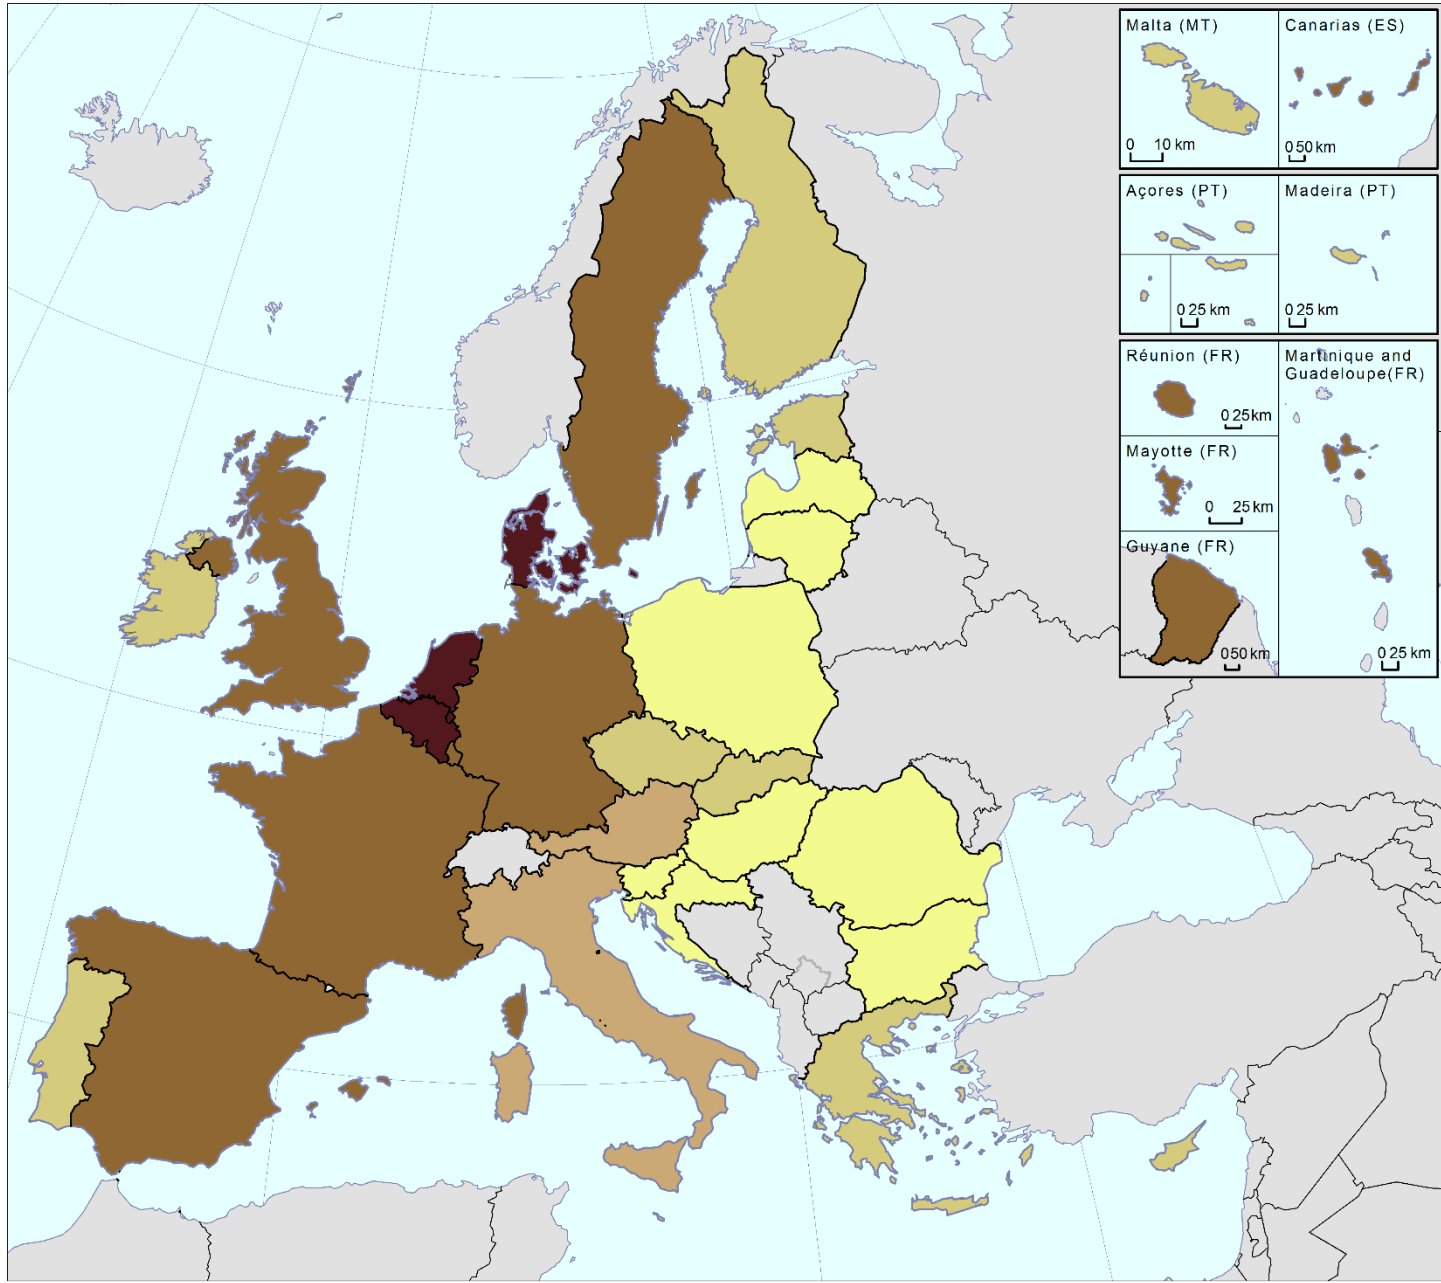 Malta (MT)
0 10 km
Canarias (ES)
0 50 km
Açores (PT)
0 25 km
Madeira (PT)
0 25 km
Réunion (FR)
0 25 km
Mayotte (FR)
0 25 km
Guyane (FR)
0 50 km
Martinique and
Guadeloupe(FR)
0 25 km